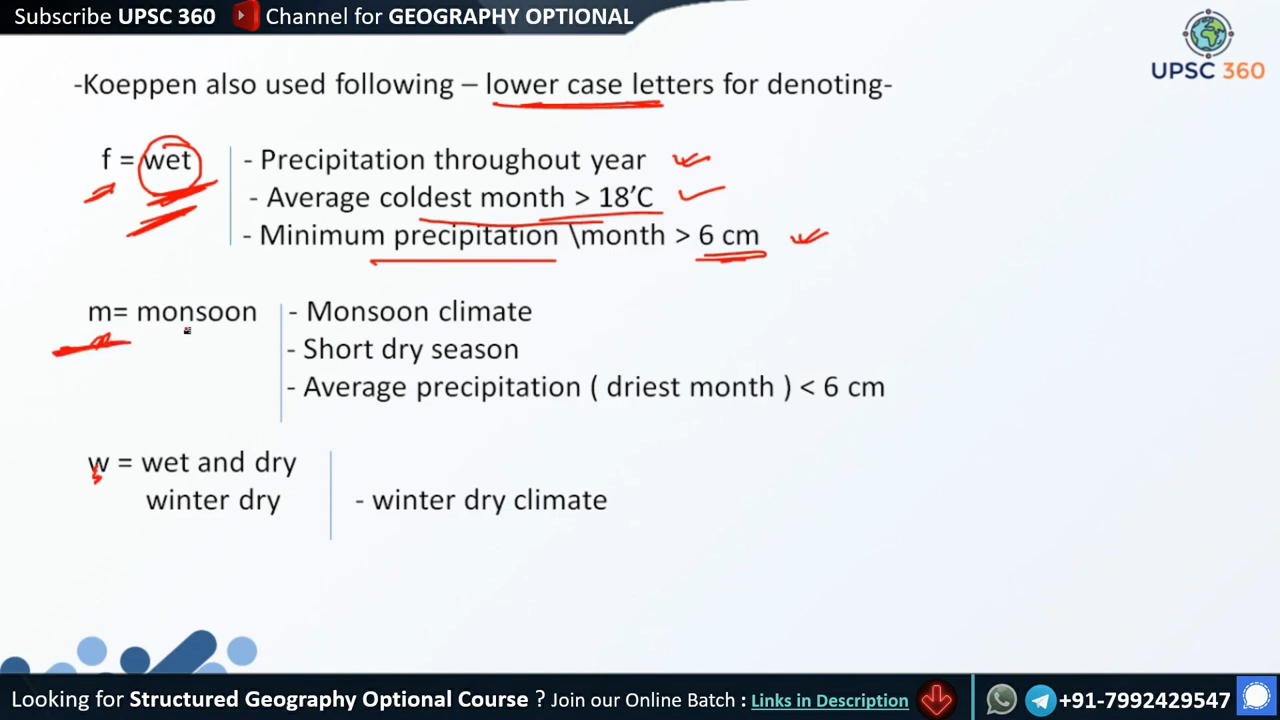 Subscribe UPSC 360 Channel for GEOGRAPHY OPTIONAL
UPSC 360
-Koeppen also used following – lower case letters for denoting-
f = wet - Precipitation throughout year
- Average coldest month > 18’C
- Minimum precipitation \month > 6 cm
m= monsoon - Monsoon climate
- Short dry season
- Average precipitation ( driest month ) < 6 cm
w = wet and dry
winter dry - winter dry climate
Looking for Structured Geography Optional Course ? Join our Online Batch : Links in Description +91-7992429547